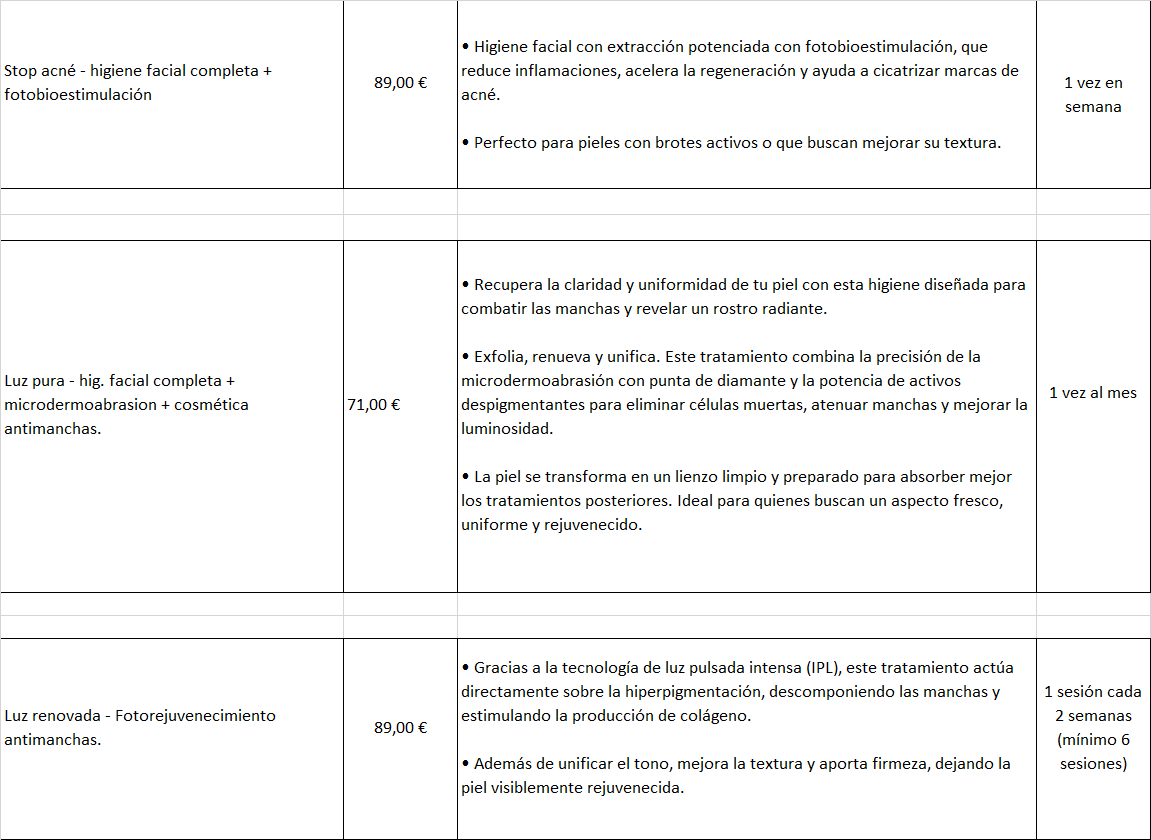 Stop acné - higiene facial completa +
fotobioestimulación
89,00 €
• Higiene facial con extracción potenciada con fotobioestimulación, que
reduce inflamaciones, acelera la regeneración y ayuda a cicatrizar marcas de
acné.
• Perfecto para pieles con brotes activos o que buscan mejorar su textura.
1 vez en
semana
Luz pura - hig. facial completa +
microdermoabrasion + cosmética
antimanchas.
71,00 €
• Recupera la claridad y uniformidad de tu piel con esta higiene diseñada para
combatir las manchas y revelar un rostro radiante.
• Exfolia, renueva y unifica. Este tratamiento combina la precisión de la
microdermoabrasión con punta de diamante y la potencia de activos
despigmentantes para eliminar células muertas, atenuar manchas y mejorar la
luminosidad.
• La piel se transforma en un lienzo limpio y preparado para absorber mejor
los tratamientos posteriores. Ideal para quienes buscan un aspecto fresco,
uniforme y rejuvenecido.
1 vez al mes
Luz renovada - Fotorejuvenecimiento
antimanchas.
89,00 €
• Gracias a la tecnología de luz pulsada intensa (IPL), este tratamiento actúa
directamente sobre la hiperpigmentación, descomponiendo las manchas y
estimulando la producción de colágeno.
• Además de unificar el tono, mejora la textura y aporta firmeza, dejando la
piel visiblemente rejuvenecida.
1 sesión cada
2 semanas
(mínimo 6
sesiones)